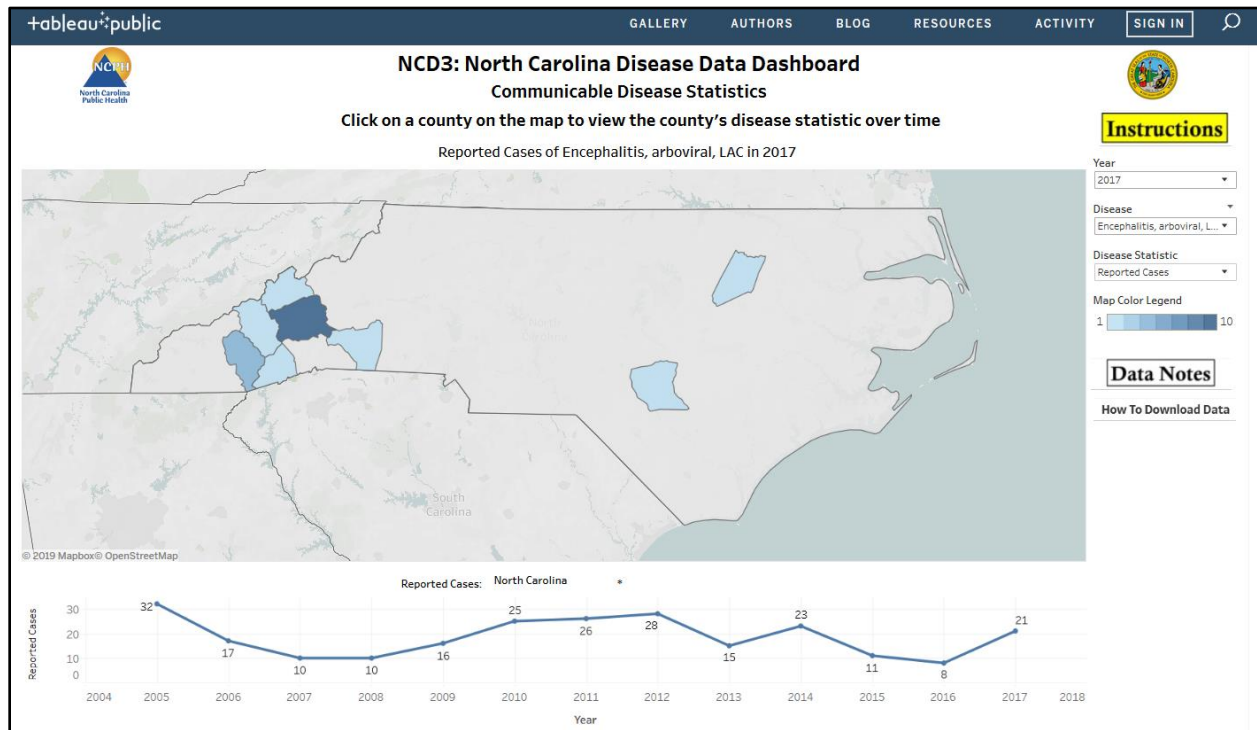 +ableau public
GALLERY AUTHORS BLOG RESOURCES ACTIVITY SIGN IN
NCPH
North Carolina
Public Health
NCD3: North Carolina Disease Data Dashboard
Communicable Disease Statistics
Click on a county on the map to view the county's disease statistic over time
Reported Cases of Encephalitis, arboviral, LAC in 2017
Instructions
Year
2017
Disease
Encephalitis, arboviral, L...
Disease Statistic
Reported Cases
Map Color Legend
1 10
Data Notes
How To Download Data
North
Carolina
South
Carolina
© 2019 Mapbox© OpenStreetMap
Reported Cases: North Carolina *
Reported Cases
30
20
10
0
32
17
10
10
16
25
26
28
15
23
11
8
21
2004 2005 2006 2007 2008 2009 2010 2011 2012 2013 2014 2015 2016 2017 2018
Year